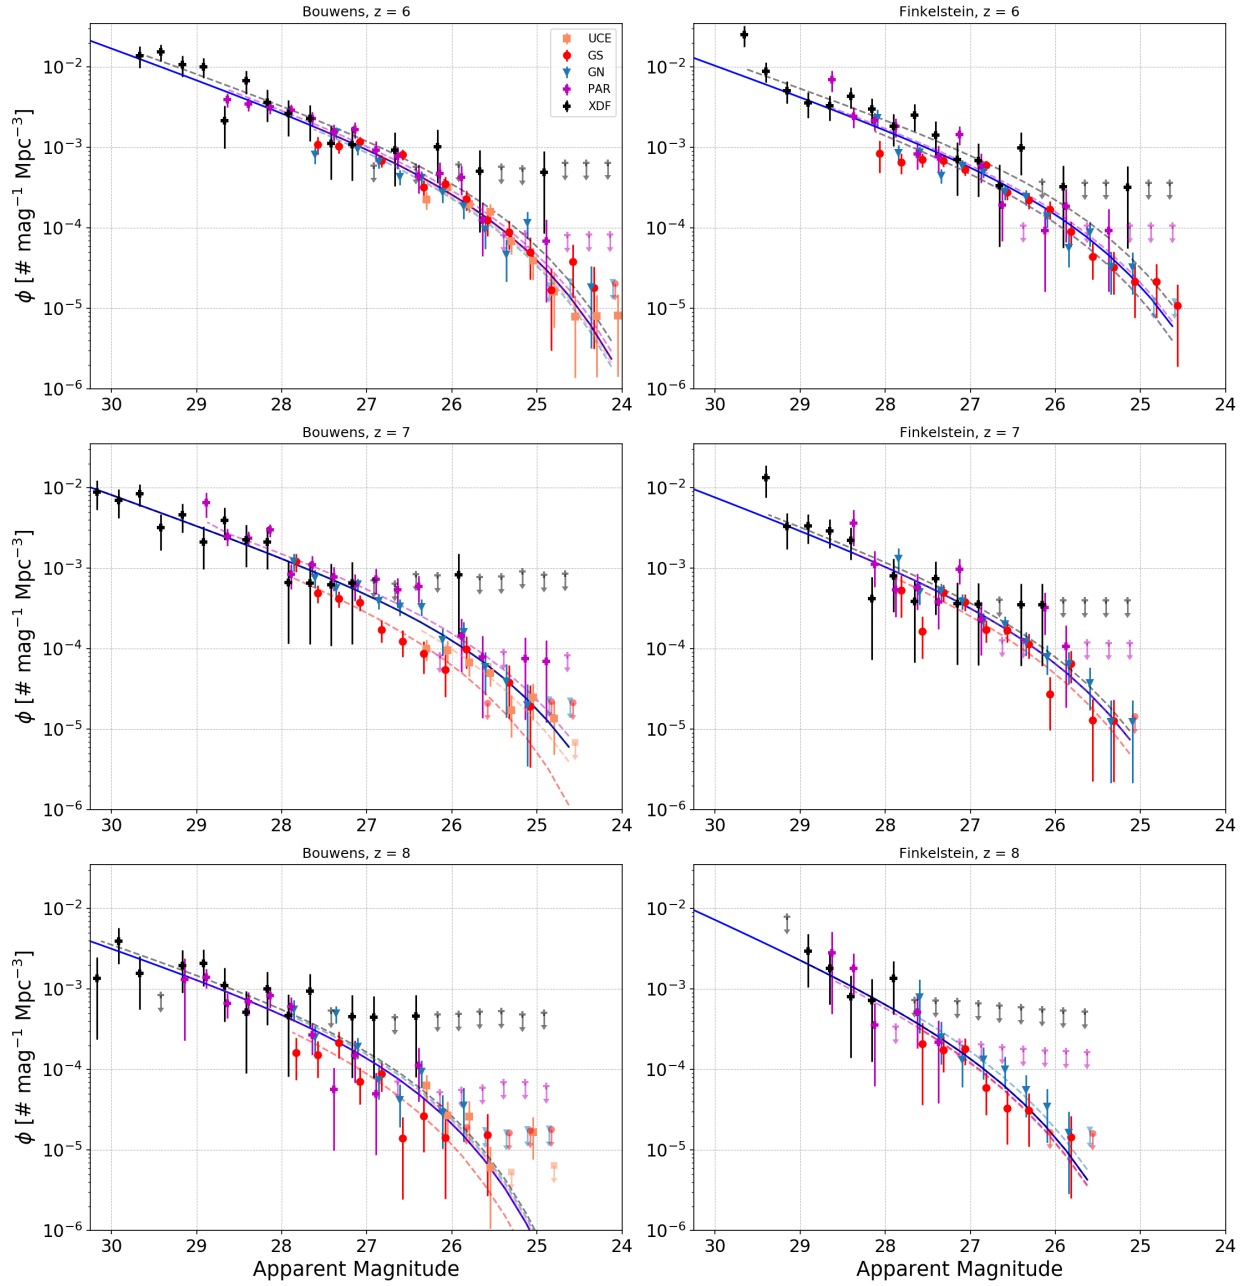 Bouwens, z = 6
Finkelstein, z = 6
UCE
GS
GN
PAR
XDF
10⁻²
10⁻³
10⁻⁴
10⁻⁵
10⁻⁶
ϕ [# mag⁻¹ Mpc⁻³]
30 29 28 27 26 25 24
10⁻²
10⁻³
10⁻⁴
10⁻⁵
10⁻⁶
30 29 28 27 26 25 24
Bouwens, z = 7
Finkelstein, z = 7
10⁻²
10⁻³
10⁻⁴
10⁻⁵
10⁻⁶
ϕ [# mag⁻¹ Mpc⁻³]
30 29 28 27 26 25 24
10⁻²
10⁻³
10⁻⁴
10⁻⁵
10⁻⁶
30 29 28 27 26 25 24
Bouwens, z = 8
Finkelstein, z = 8
10⁻²
10⁻³
10⁻⁴
10⁻⁵
10⁻⁶
ϕ [# mag⁻¹ Mpc⁻³]
30 29 28 27 26 25 24
Apparent Magnitude
10⁻²
10⁻³
10⁻⁴
10⁻⁵
10⁻⁶
30 29 28 27 26 25 24
Apparent Magnitude